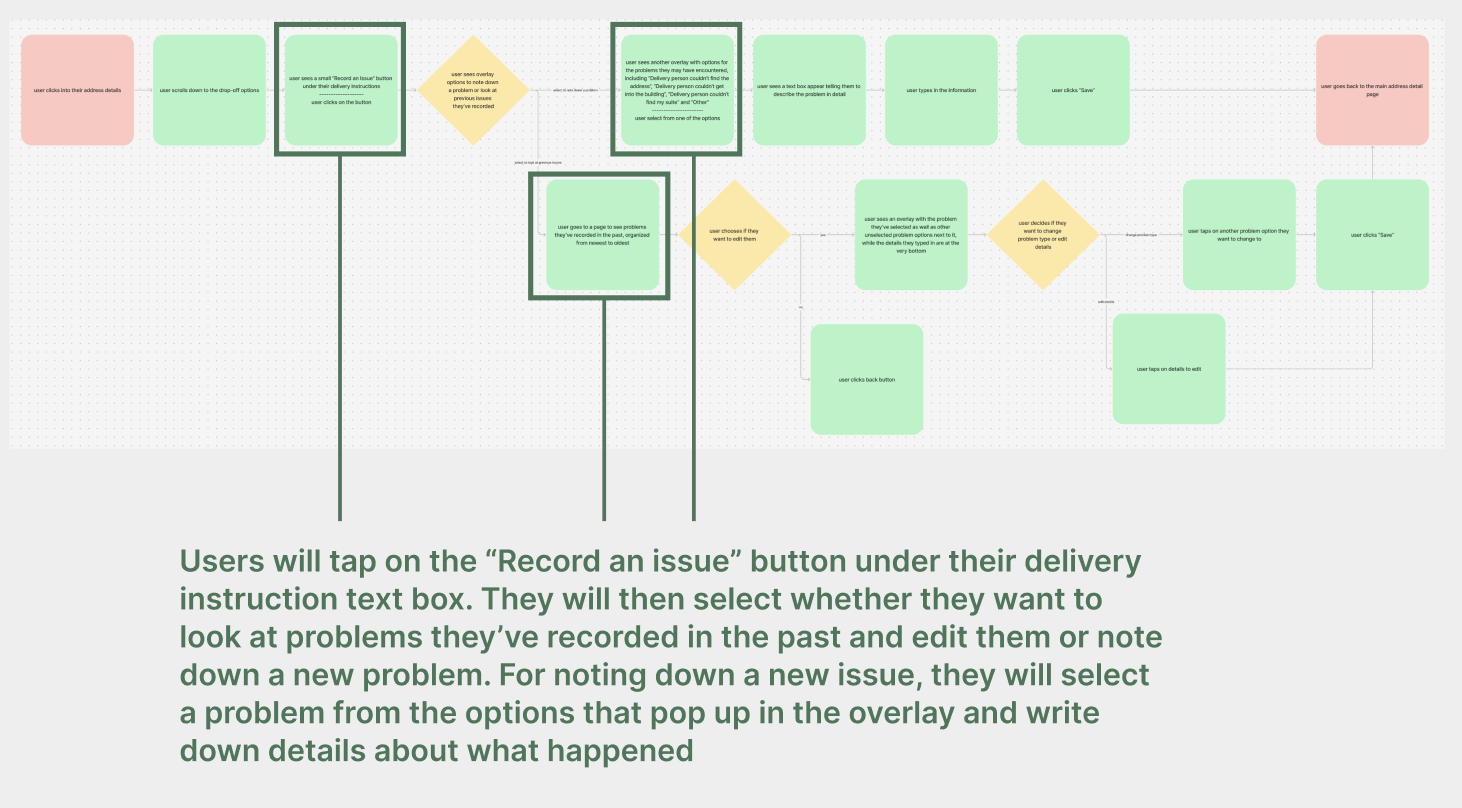 user clicks into their address details
user scrolls down to the drop-off options
user sees a small "Record an Issue" button
under their delivery instructions
--------------------
user clicks on the button
user sees overlay
options to note down
a problem or look at
previous issues
they've recorded
user sees another overlay with options for
the problems they may have encountered,
including "Delivery person couldn't find the
address", "Delivery person couldn't get
into the building", "Delivery person couldn't
find my suite" and "Other"
--------------------
user select from one of the options
user sees a text box appear telling them to
describe the problem in detail
user types in the information
user clicks "Save"
user goes back to the main address detail
page
user goes to a page to see problems
they've recorded in the past, organized
from newest to oldest
user chooses if they
want to edit them
yes
no
user clicks back button
user sees an overlay with the problem
they've selected as well as other
unselected problem options next to it,
while the details they typed in are at the
very bottom
user decides if they
want to change
problem type or edit
details
change problem type
edit details
user taps on another problem option they
want to change to
user clicks "Save"
user taps on details to edit
Users will tap on the “Record an issue” button under their delivery
instruction text box. They will then select whether they want to
look at problems they’ve recorded in the past and edit them or note
down a new problem. For noting down a new issue, they will select
a problem from the options that pop up in the overlay and write
down details about what happened